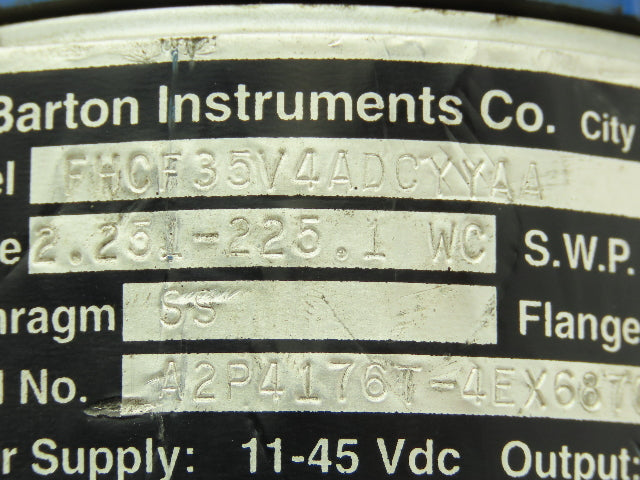 Barton Instruments Co. City
el FHCF35V4ADCYYAA
e 2.251-225.1 WC S.W.P.
hragm SS Flange
l No. A2P4176T-4EX687
r Supply: 11-45 Vdc Output: